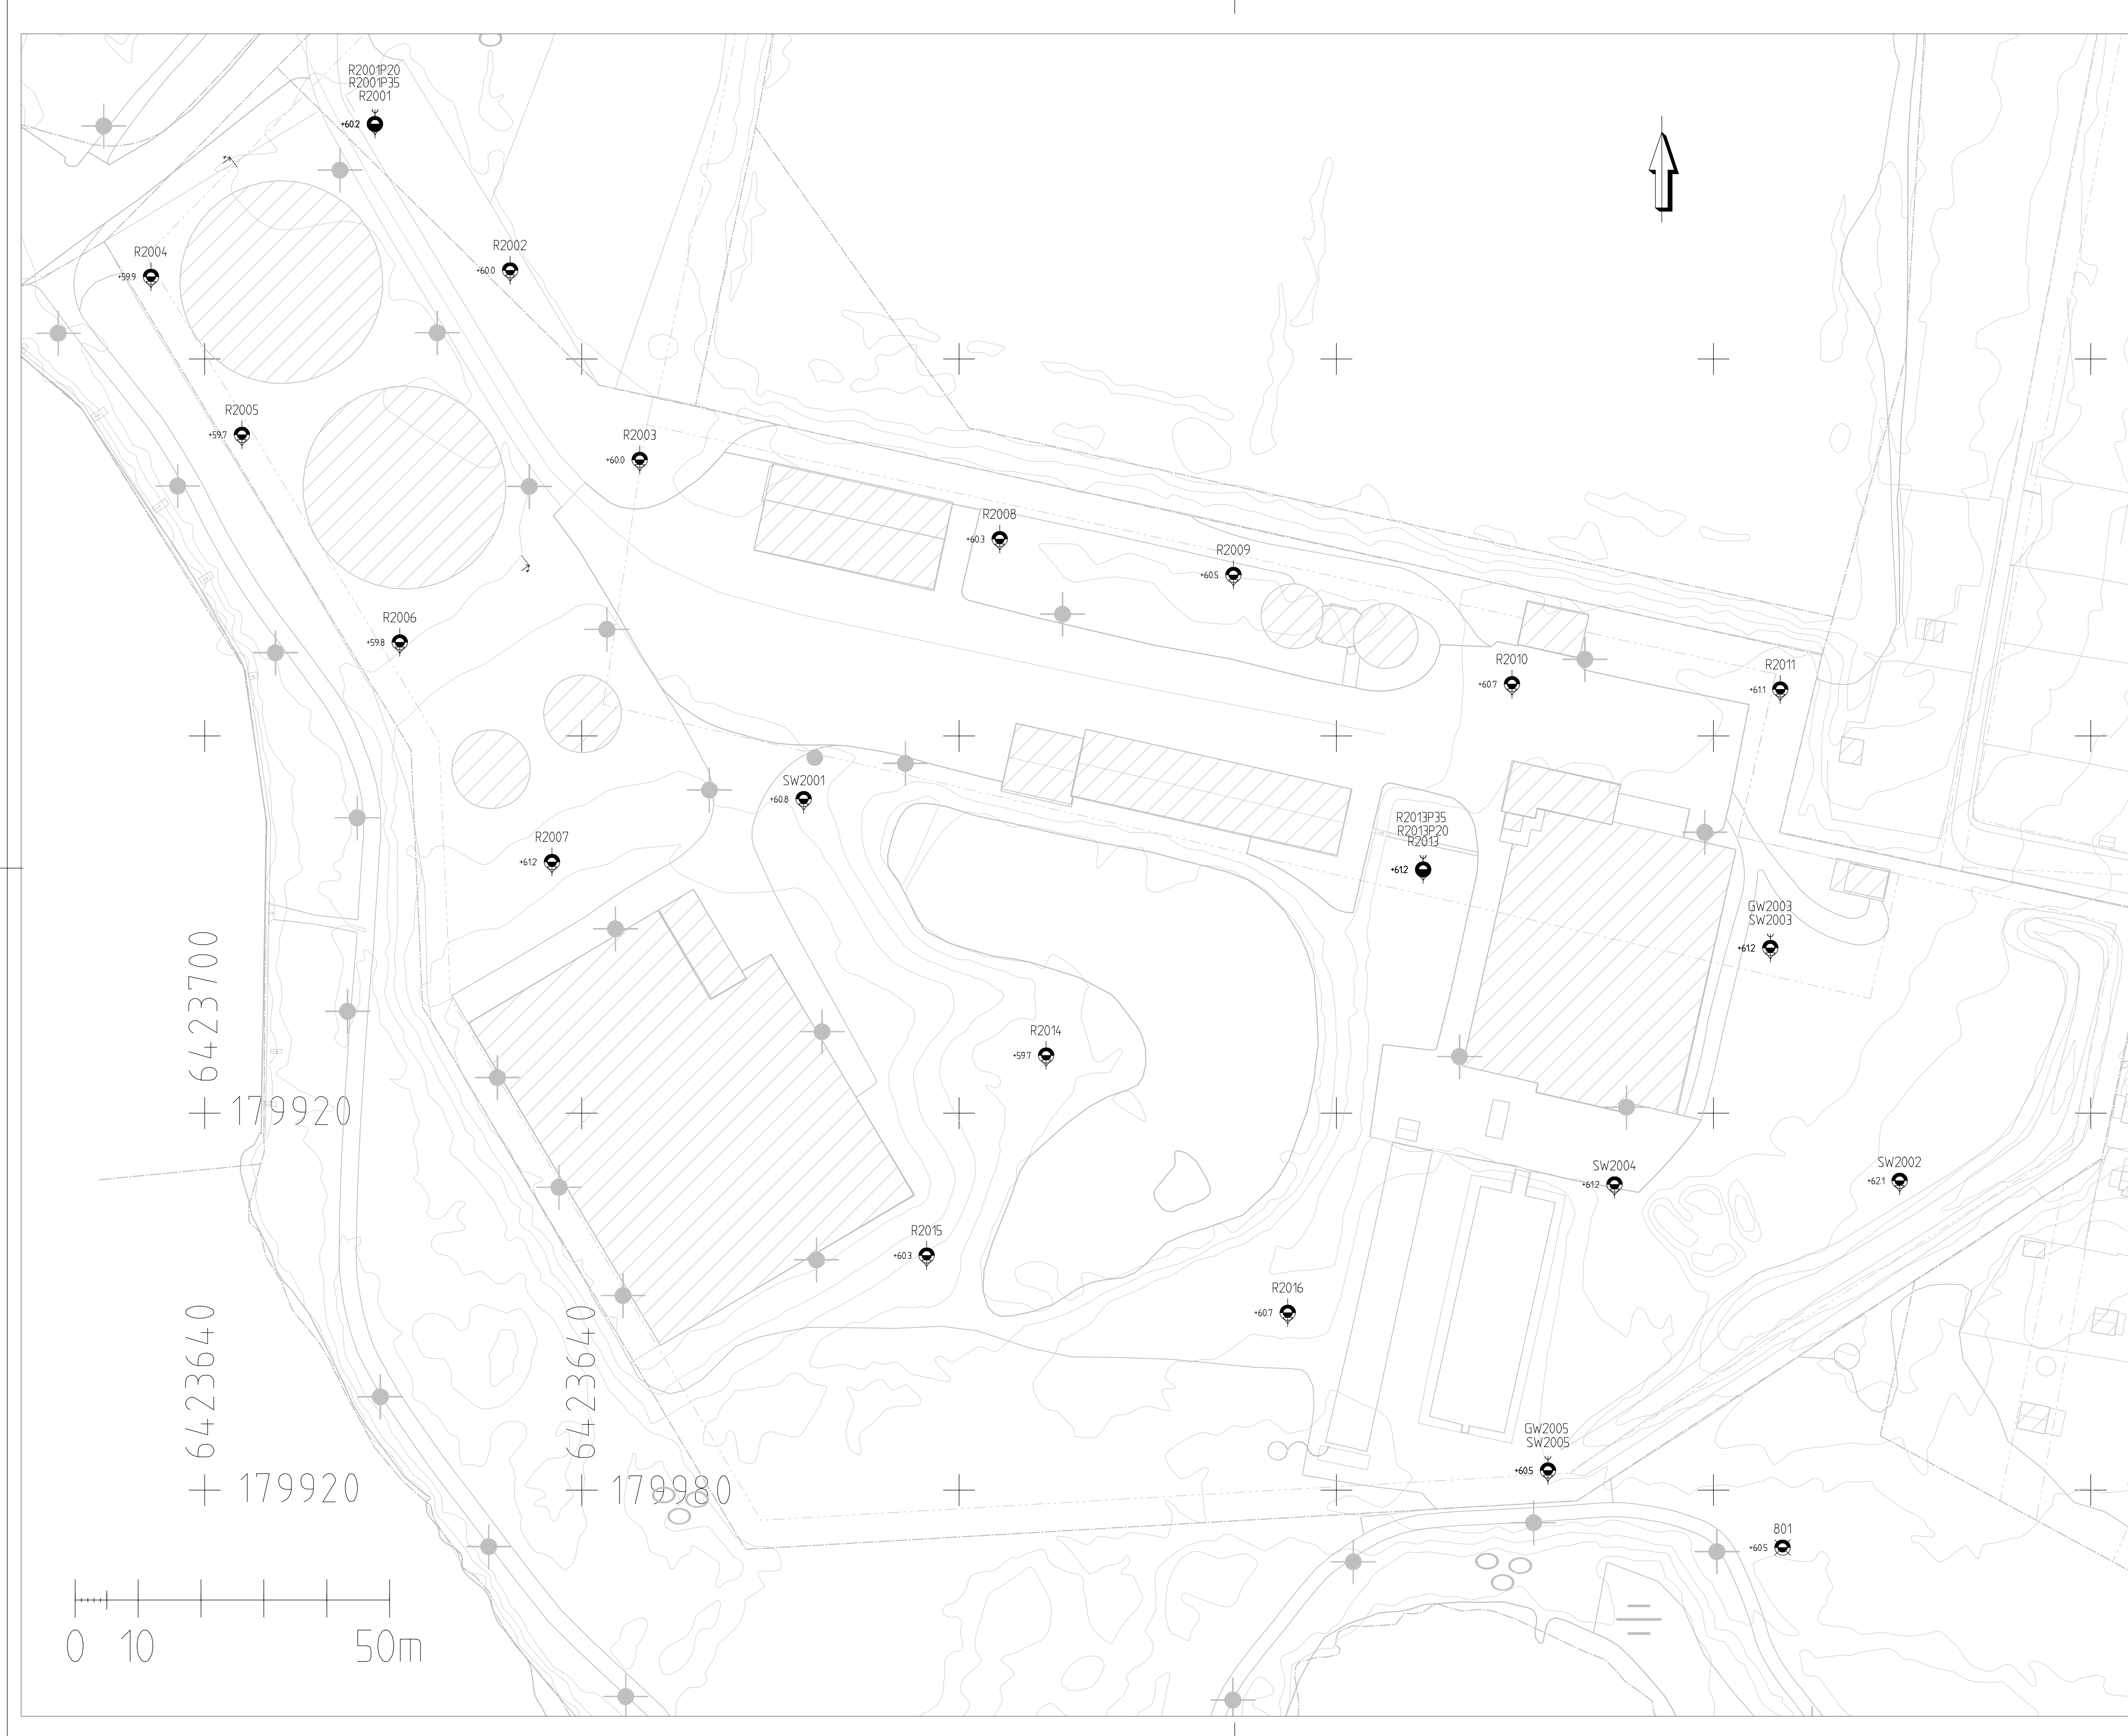 R2001P20
R2001P35
R2001
+60.2
R2002
+60.0
R2004
+59.9
R2005
+59.7
R2003
+60.0
R2008
+60.3
R2009
+60.5
R2006
+59.8
R2010
+60.7
R2011
+61.1
SW2001
+60.8
R2007
+61.2
R2013P35
R2013P20
R2013
+61.2
GW2003
SW2003
+61.2
6423700
179920
R2014
+59.7
SW2004
+61.2
SW2002
+62.1
R2015
+60.3
R2016
+60.7
6423640
179920
6423640
179980
GW2005
SW2005
+60.5
801
+60.5
0 10 50m